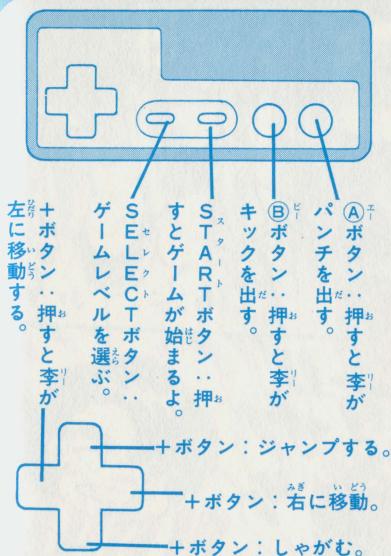 Ⓐボタン：押すと李が
パンチを出す。
Ⓑボタン：押すと李が
キックを出す。
STARTボタン：押
すとゲームが始まるよ。
SELECTボタン：
ゲームレベルを選ぶ。
＋ボタン：押すと李が
左に移動する。
＋ボタン：ジャンプする。
＋ボタン：右に移動。
＋ボタン：しゃがむ。